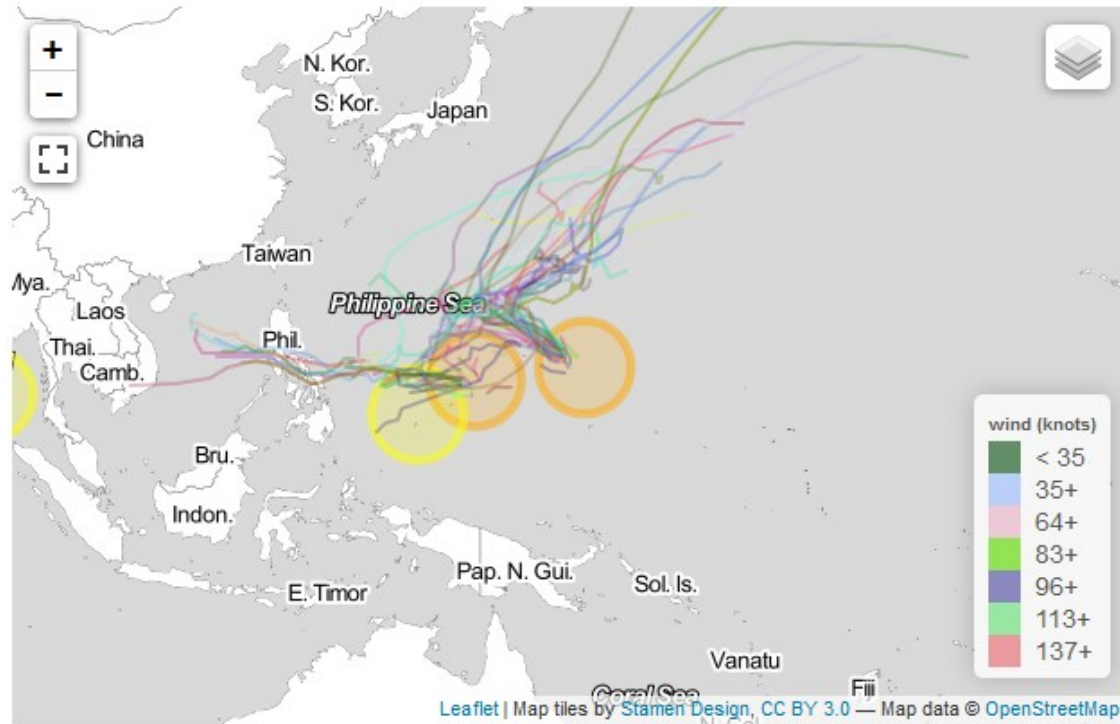 +
−
N. Kor.
S. Kor.
Japan
China
Taiwan
Mya.
Laos
Philippine Sea
Thai.
Phil.
Camb.
Bru.
Indon.
Pap. N. Gui.
E. Timor
Sol. Is.
Vanatu
Fiji
Coral Sea
wind (knots)
< 35
35+
64+
83+
96+
113+
137+
Leaflet | Map tiles by Stamen Design, CC BY 3.0 — Map data © OpenStreetMap